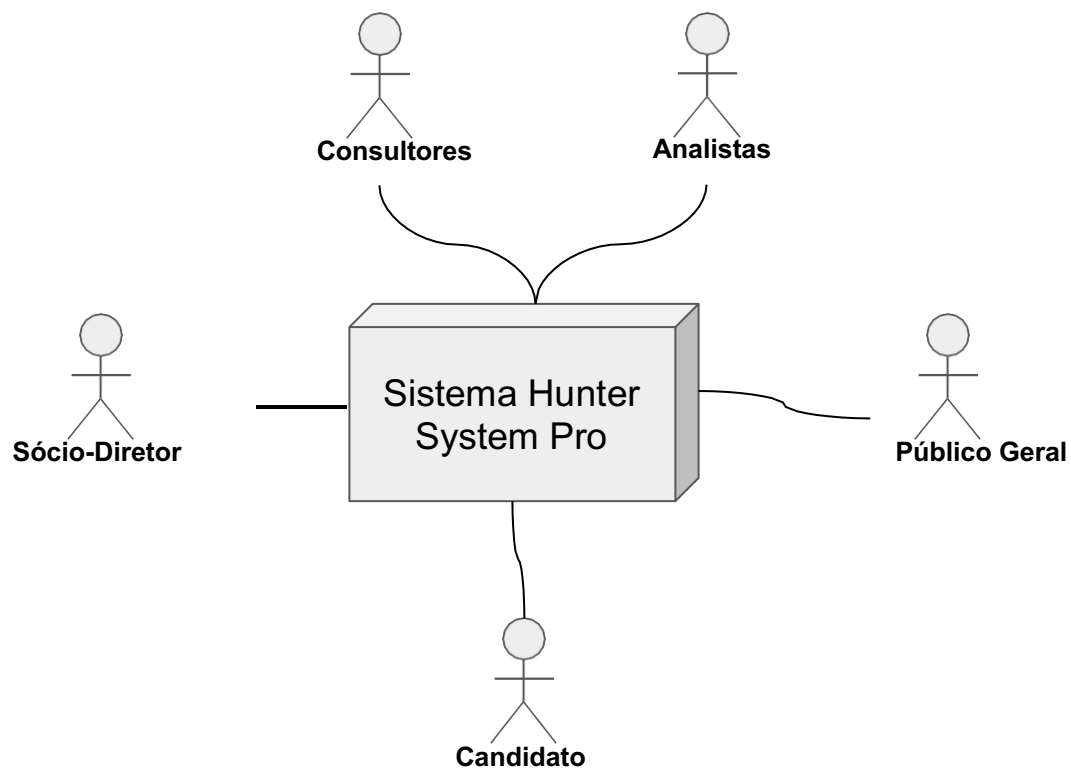 Consultores
Analistas
Sistema Hunter
System Pro
Sócio-Diretor
Público Geral
Candidato